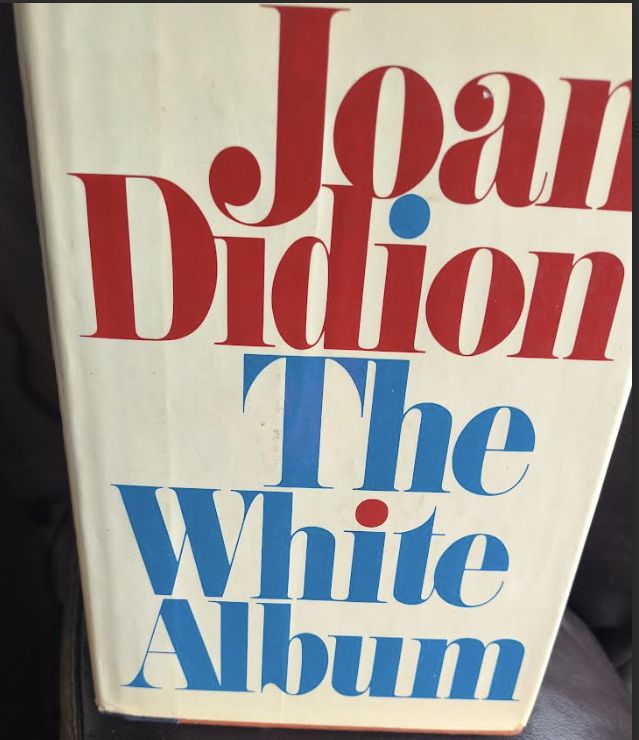 Joan
Didion
The
White
Album